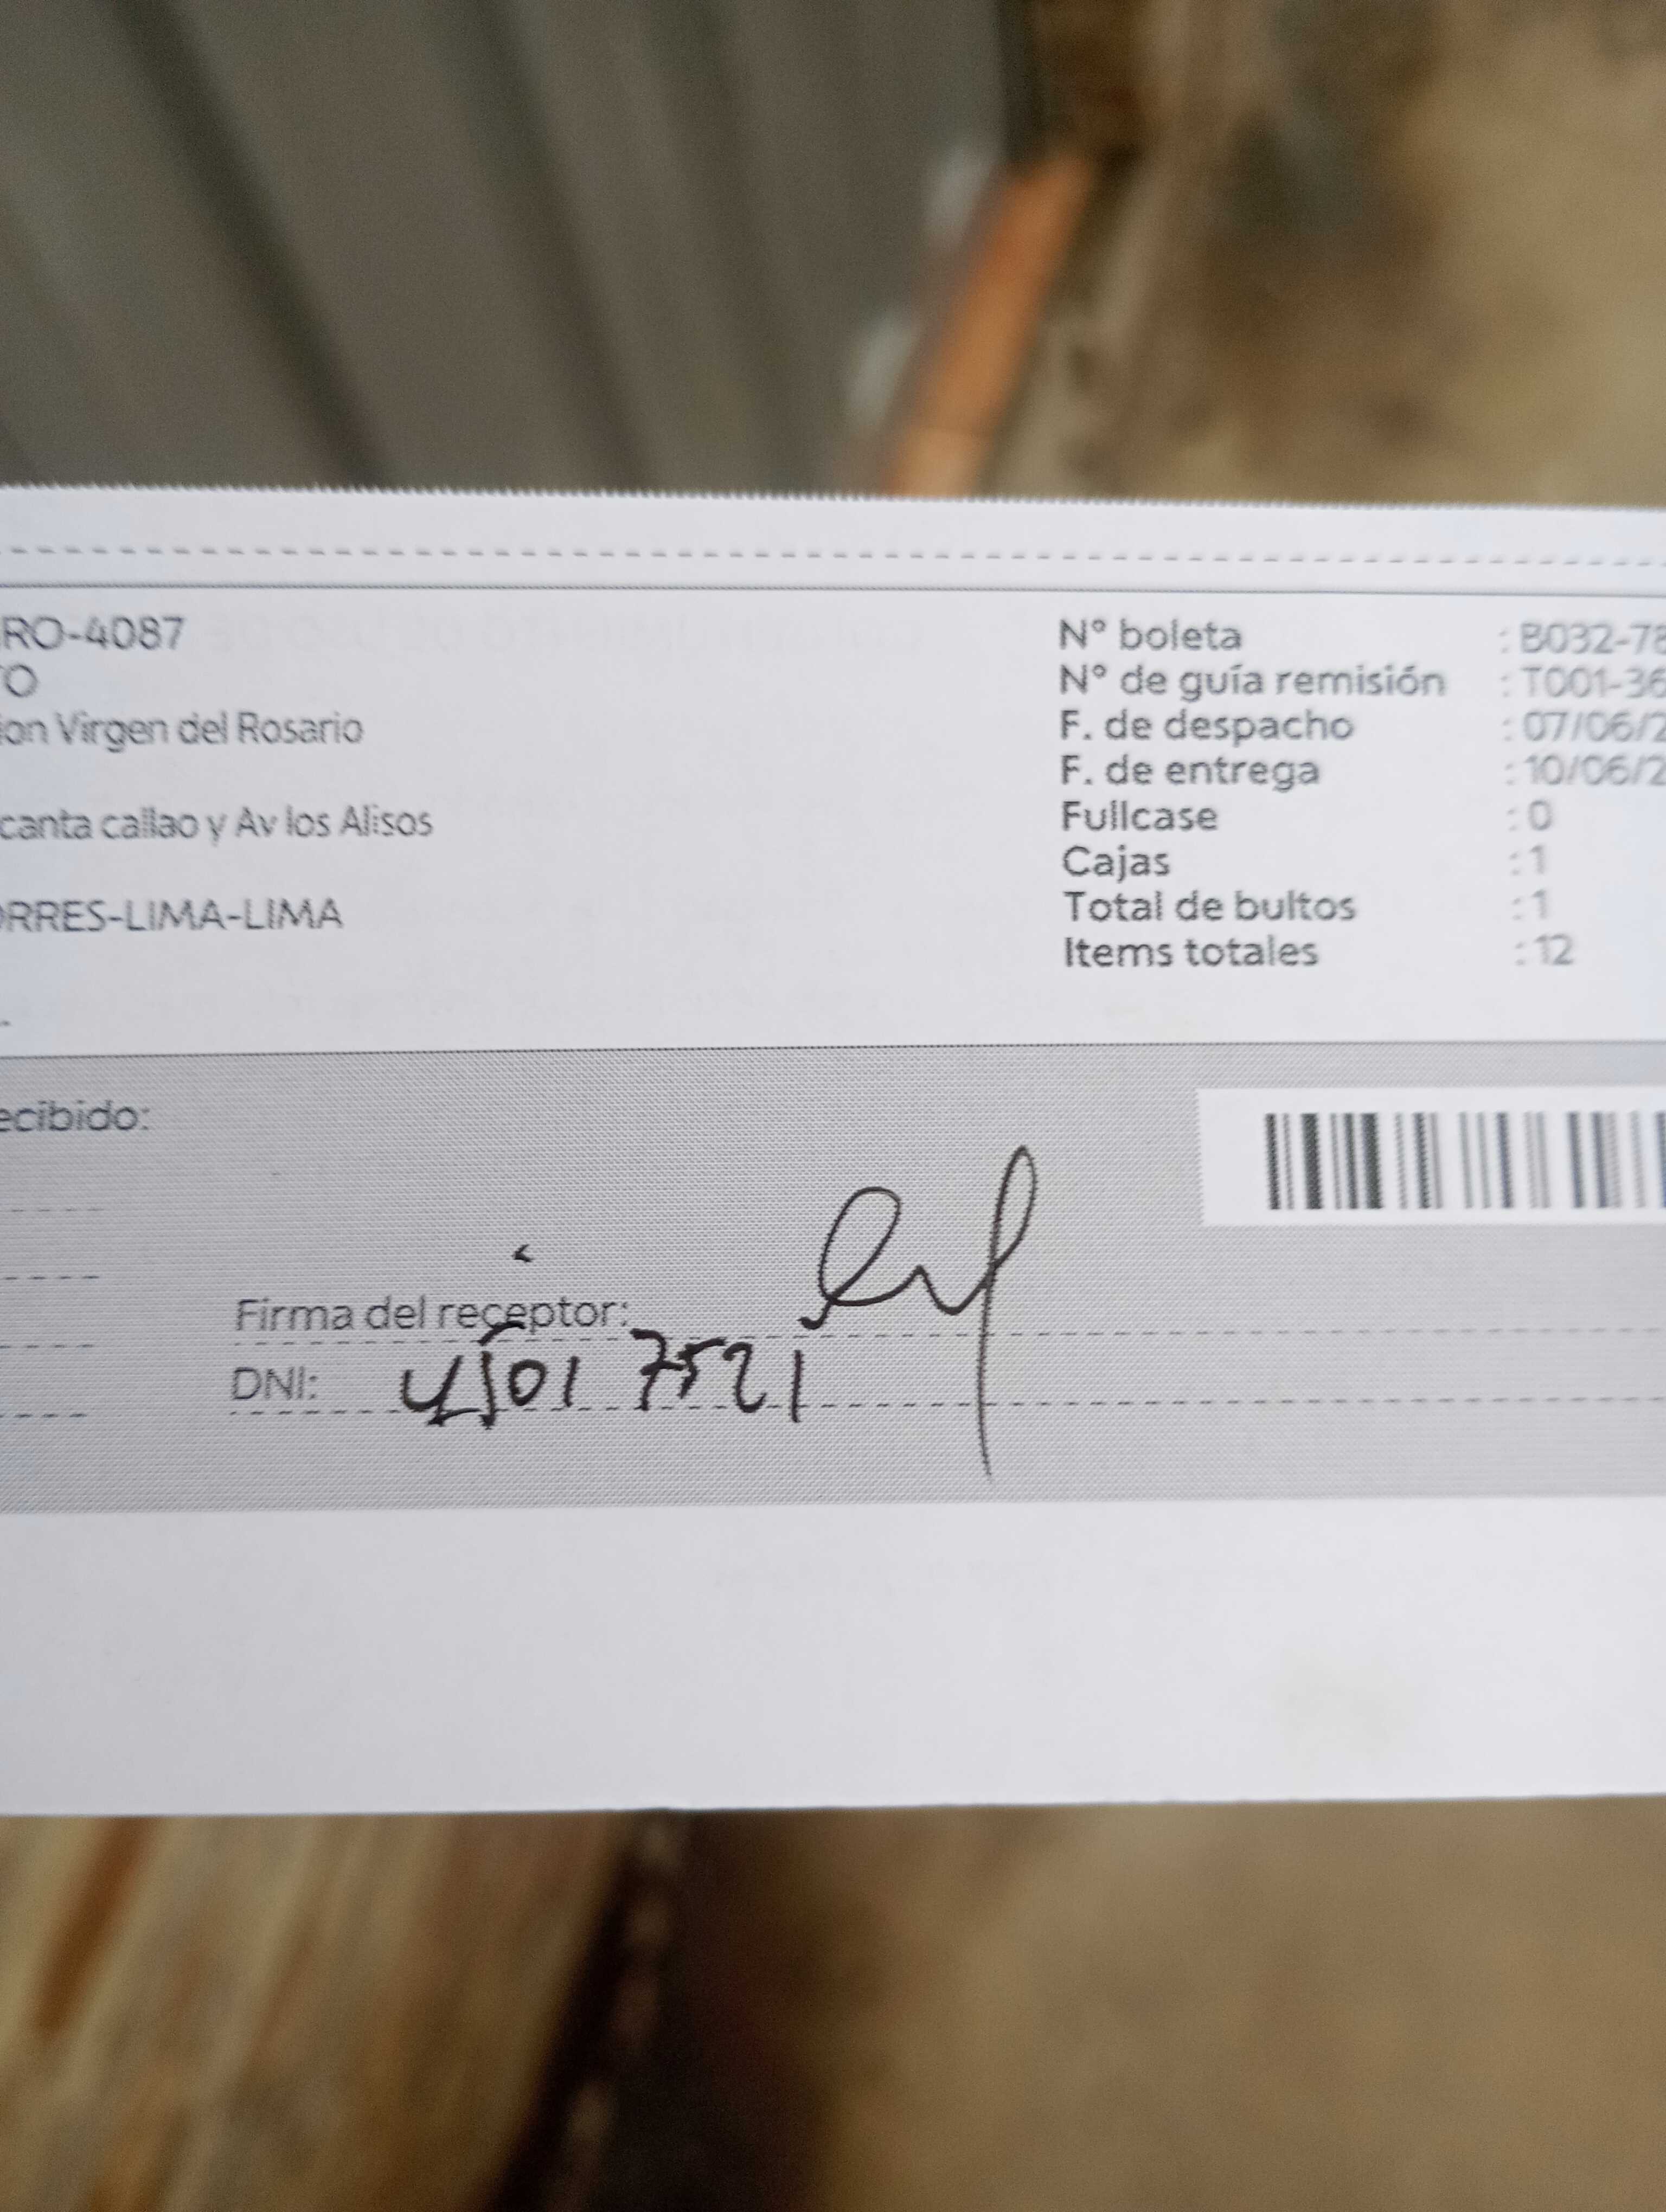 RO-4087
TO
ion Virgen del Rosario
canta callao y Av los Alisos
ORRES-LIMA-LIMA
N° boleta : B032-78
N° de guía remisión : T001-36
F. de despacho : 07/06/2
F. de entrega : 10/06/2
Fullcase : 0
Cajas : 1
Total de bultos : 1
Items totales : 12
ecibido:
Firma del receptor:
DNI: 45017521